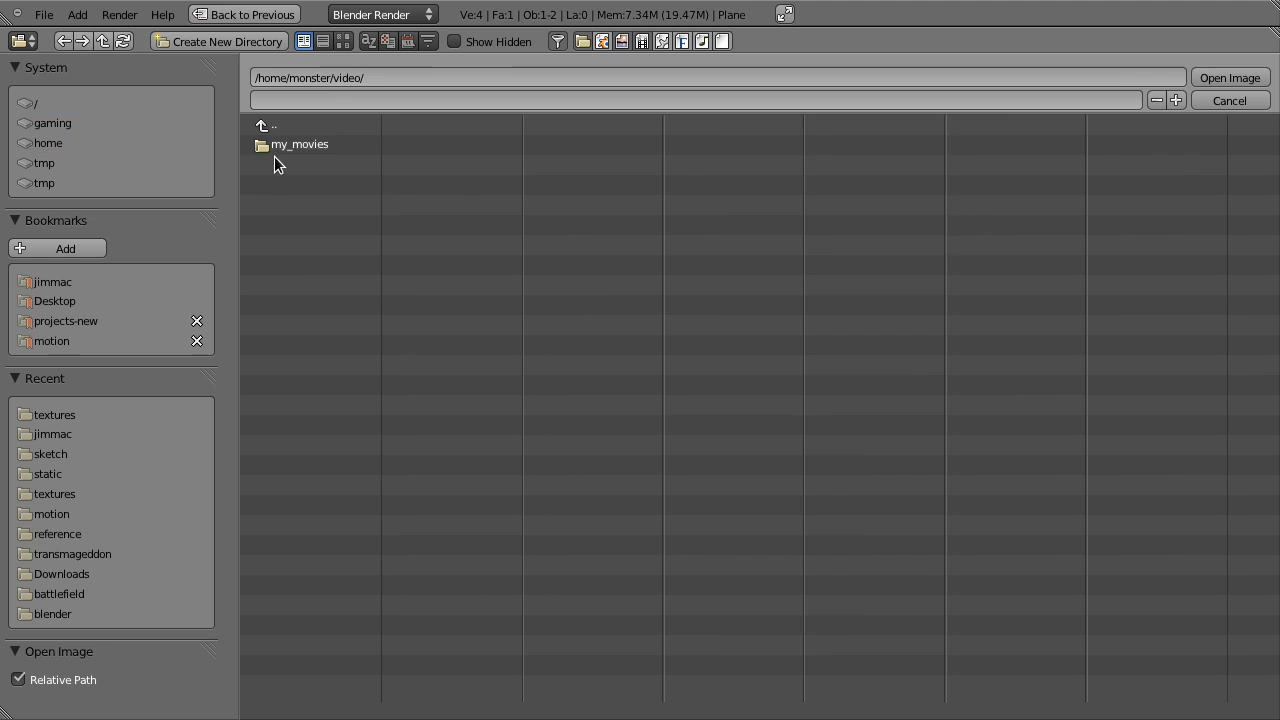 File Add Render Help Back to Previous Blender Render Ve:4 | Fa:1 | Ob:1-2 | La:0 | Mem:7.34M (19.47M) | Plane
Create New Directory Show Hidden
System
/
gaming
home
tmp
tmp
Bookmarks
Add
jimmac
Desktop
projects-new
motion
Recent
textures
jimmac
sketch
static
textures
motion
reference
transmageddon
Downloads
battlefield
blender
Open Image
Relative Path
/home/monster/video/ Open Image
Cancel
..
my_movies